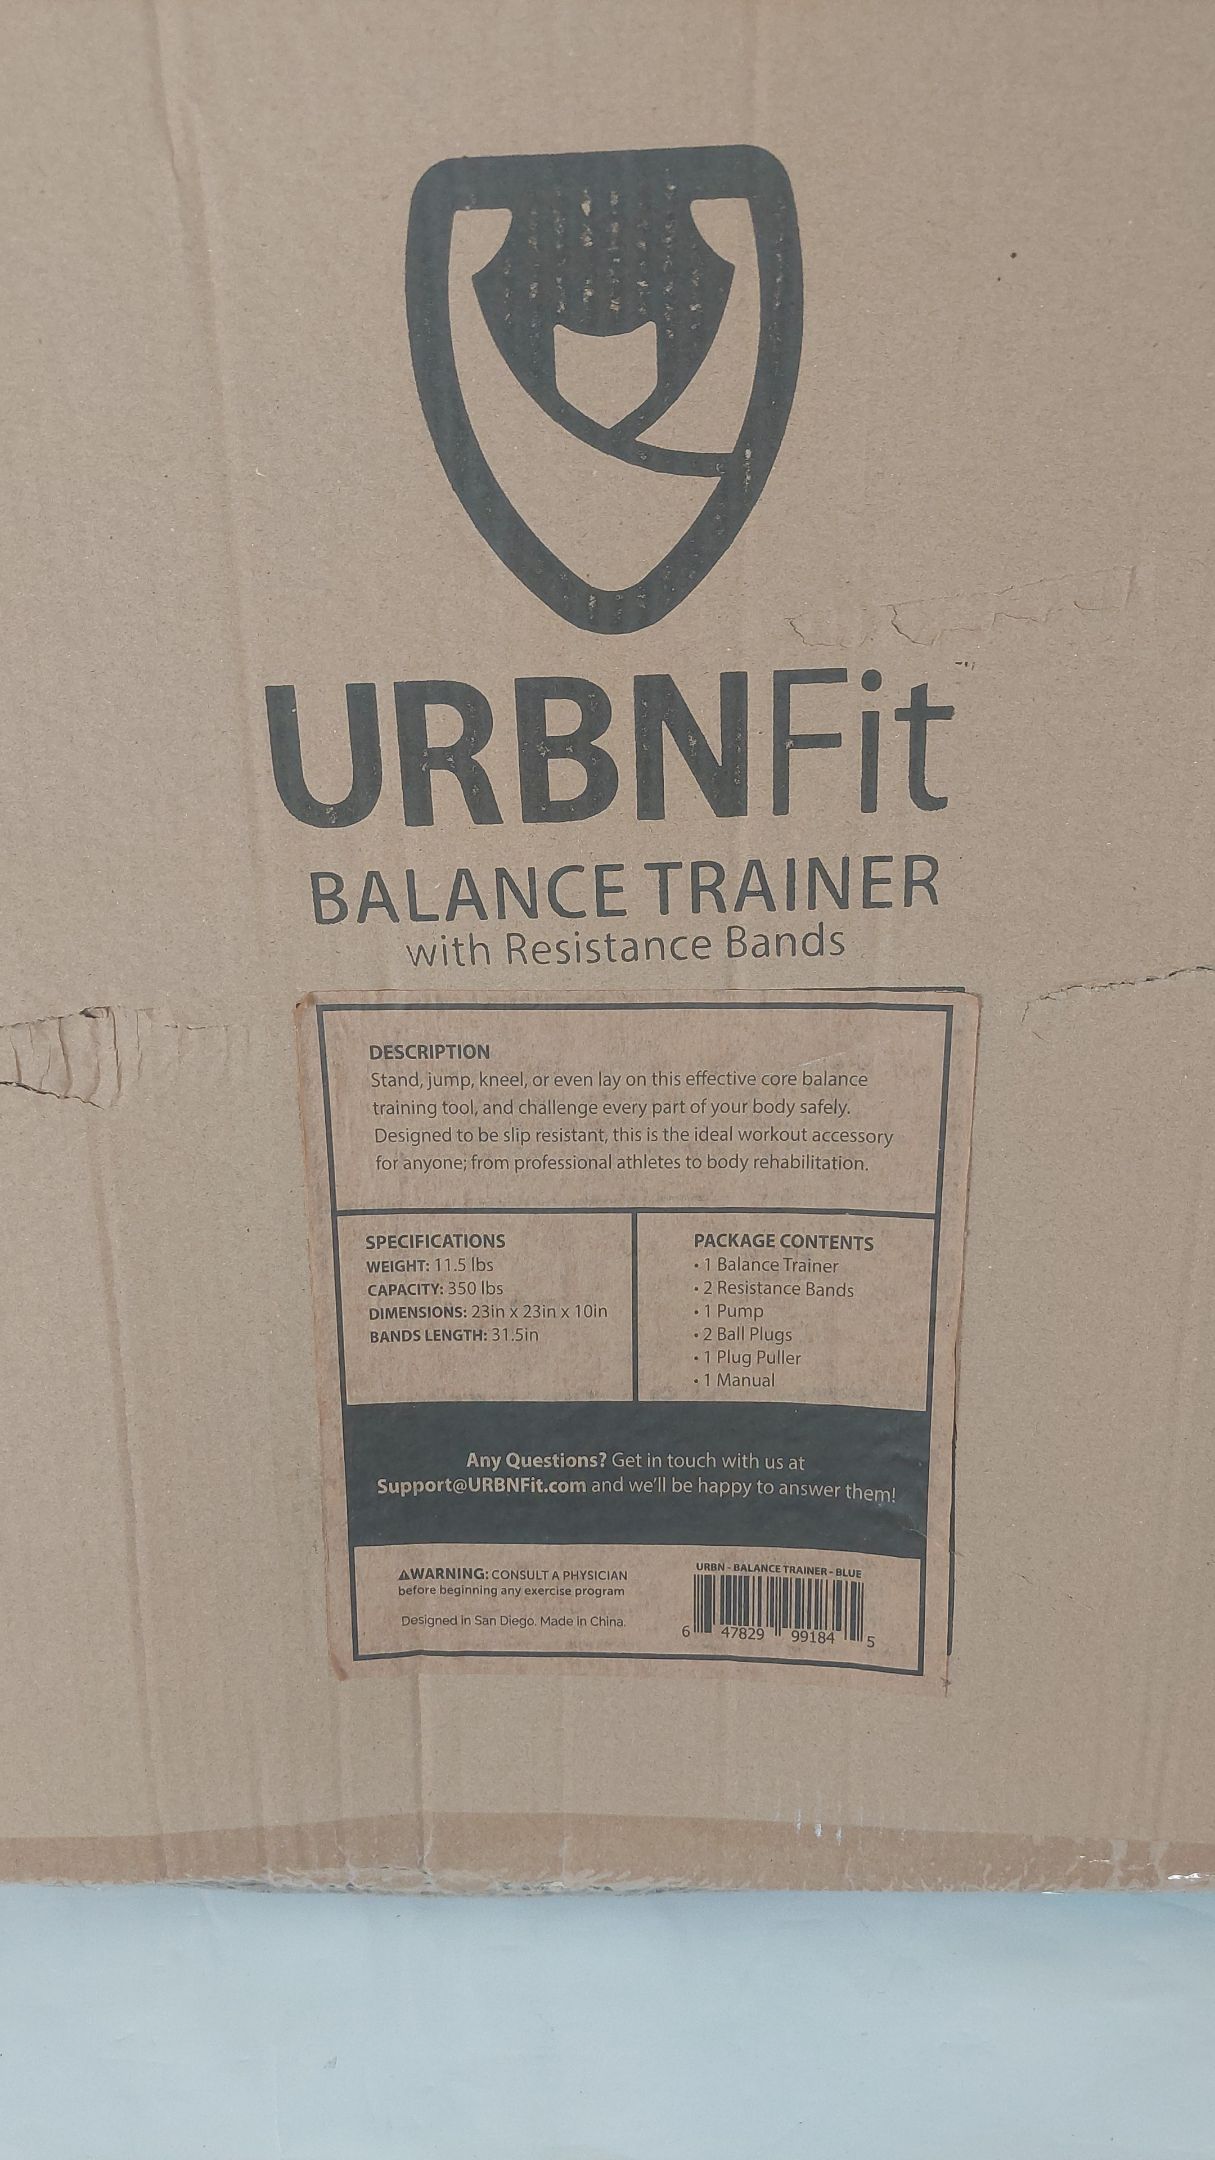 URBNFit
BALANCE TRAINER
with Resistance Bands
DESCRIPTION
Stand, jump, kneel, or even lay on this effective core balance
training tool, and challenge every part of your body safely.
Designed to be slip resistant, this is the ideal workout accessory
for anyone; from professional athletes to body rehabilitation.
SPECIFICATIONS
WEIGHT: 11.5 lbs
CAPACITY: 350 lbs
DIMENSIONS: 23in x 23in x 10in
BANDS LENGTH: 31.5in
PACKAGE CONTENTS
• 1 Balance Trainer
• 2 Resistance Bands
• 1 Pump
• 2 Ball Plugs
• 1 Plug Puller
• 1 Manual
Any Questions? Get in touch with us at
Support@URBNFit.com and we'll be happy to answer them!
⚠WARNING: CONSULT A PHYSICIAN
before beginning any exercise program
Designed in San Diego. Made in China.
URBN - BALANCE TRAINER - BLUE
6 47829 99184 5